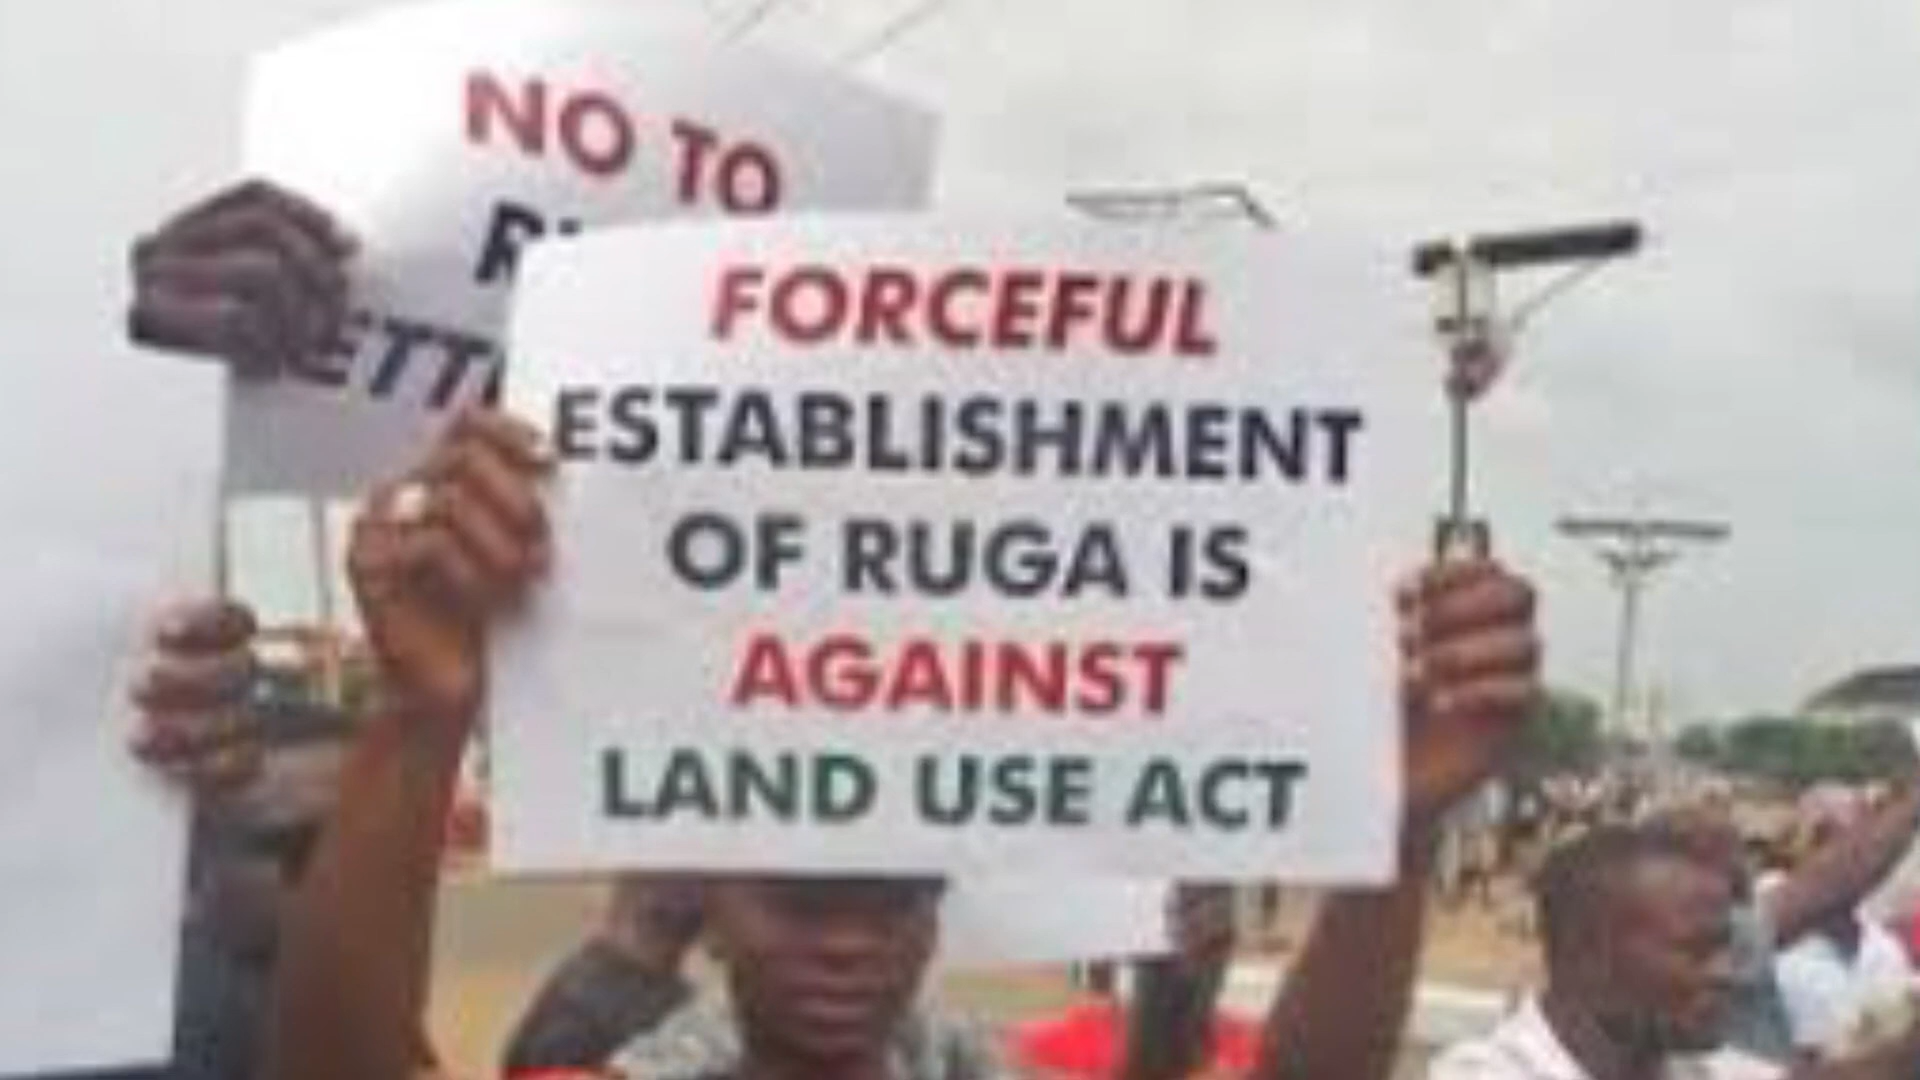 NO TO
FORCEFUL
ESTABLISHMENT
OF RUGA IS
AGAINST
LAND USE ACT